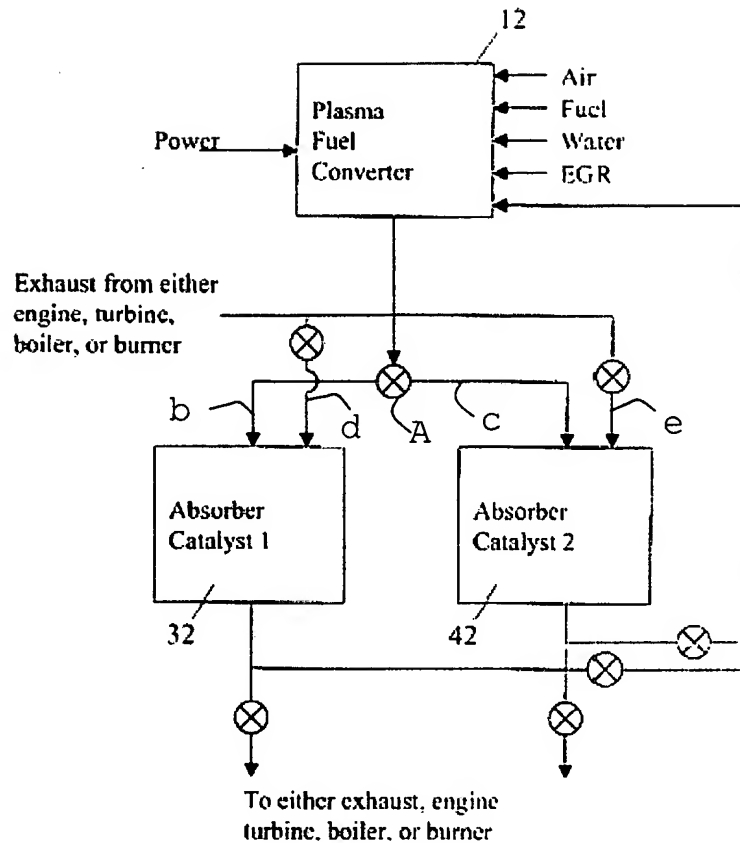 12
Plasma
Fuel
Converter
Air
Fuel
Water
EGR
Power
Exhaust from either
engine, turbine,
boiler, or burner
b
d
A
c
e
Absorber
Catalyst 1
Absorber
Catalyst 2
32
42
To either exhaust, engine
turbine, boiler, or burner